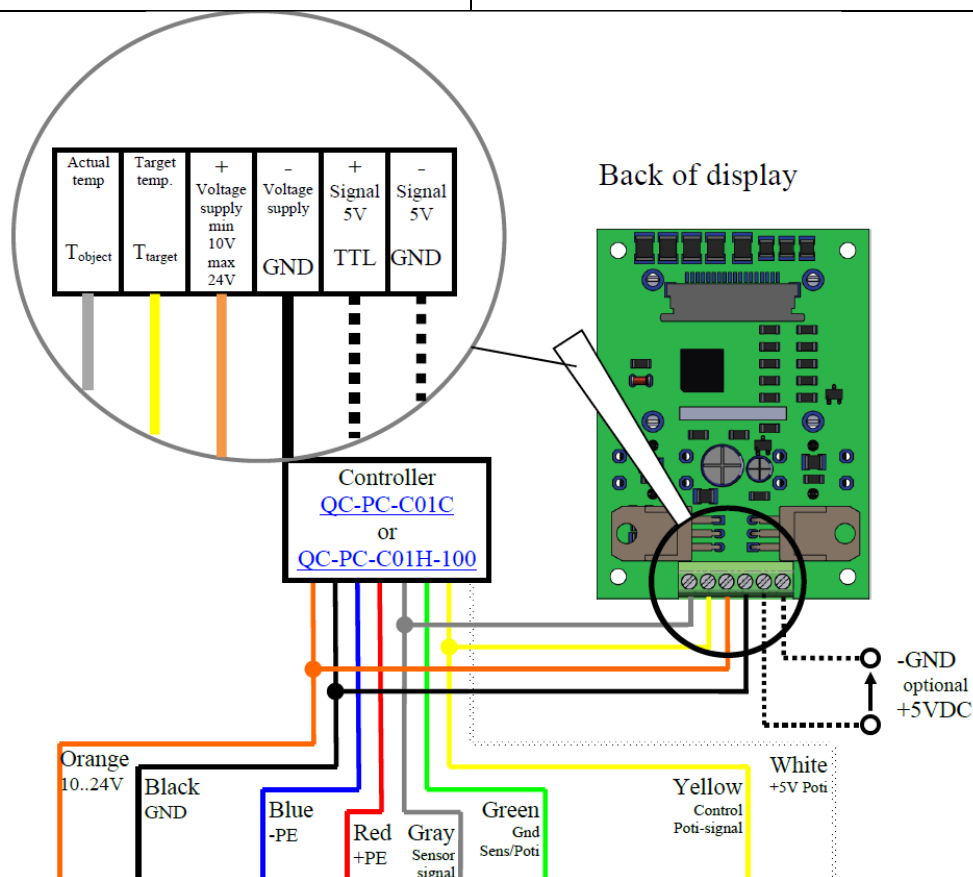 Actual
temp
T object
Target
temp.
T target
+
Voltage
supply
min
10V
max
24V
-
Voltage
supply
GND
+
Signal
5V
TTL
-
Signal
5V
GND
Back of display
Controller
QC-PC-C01C
or
QC-PC-C01H-100
-GND
optional
+5VDC
Orange
10..24V
Black
GND
Blue
-PE
Red
+PE
Gray
Sensor
signal
Green
Gnd
Sens/Poti
Yellow
Control
Poti-signal
White
+5V Poti